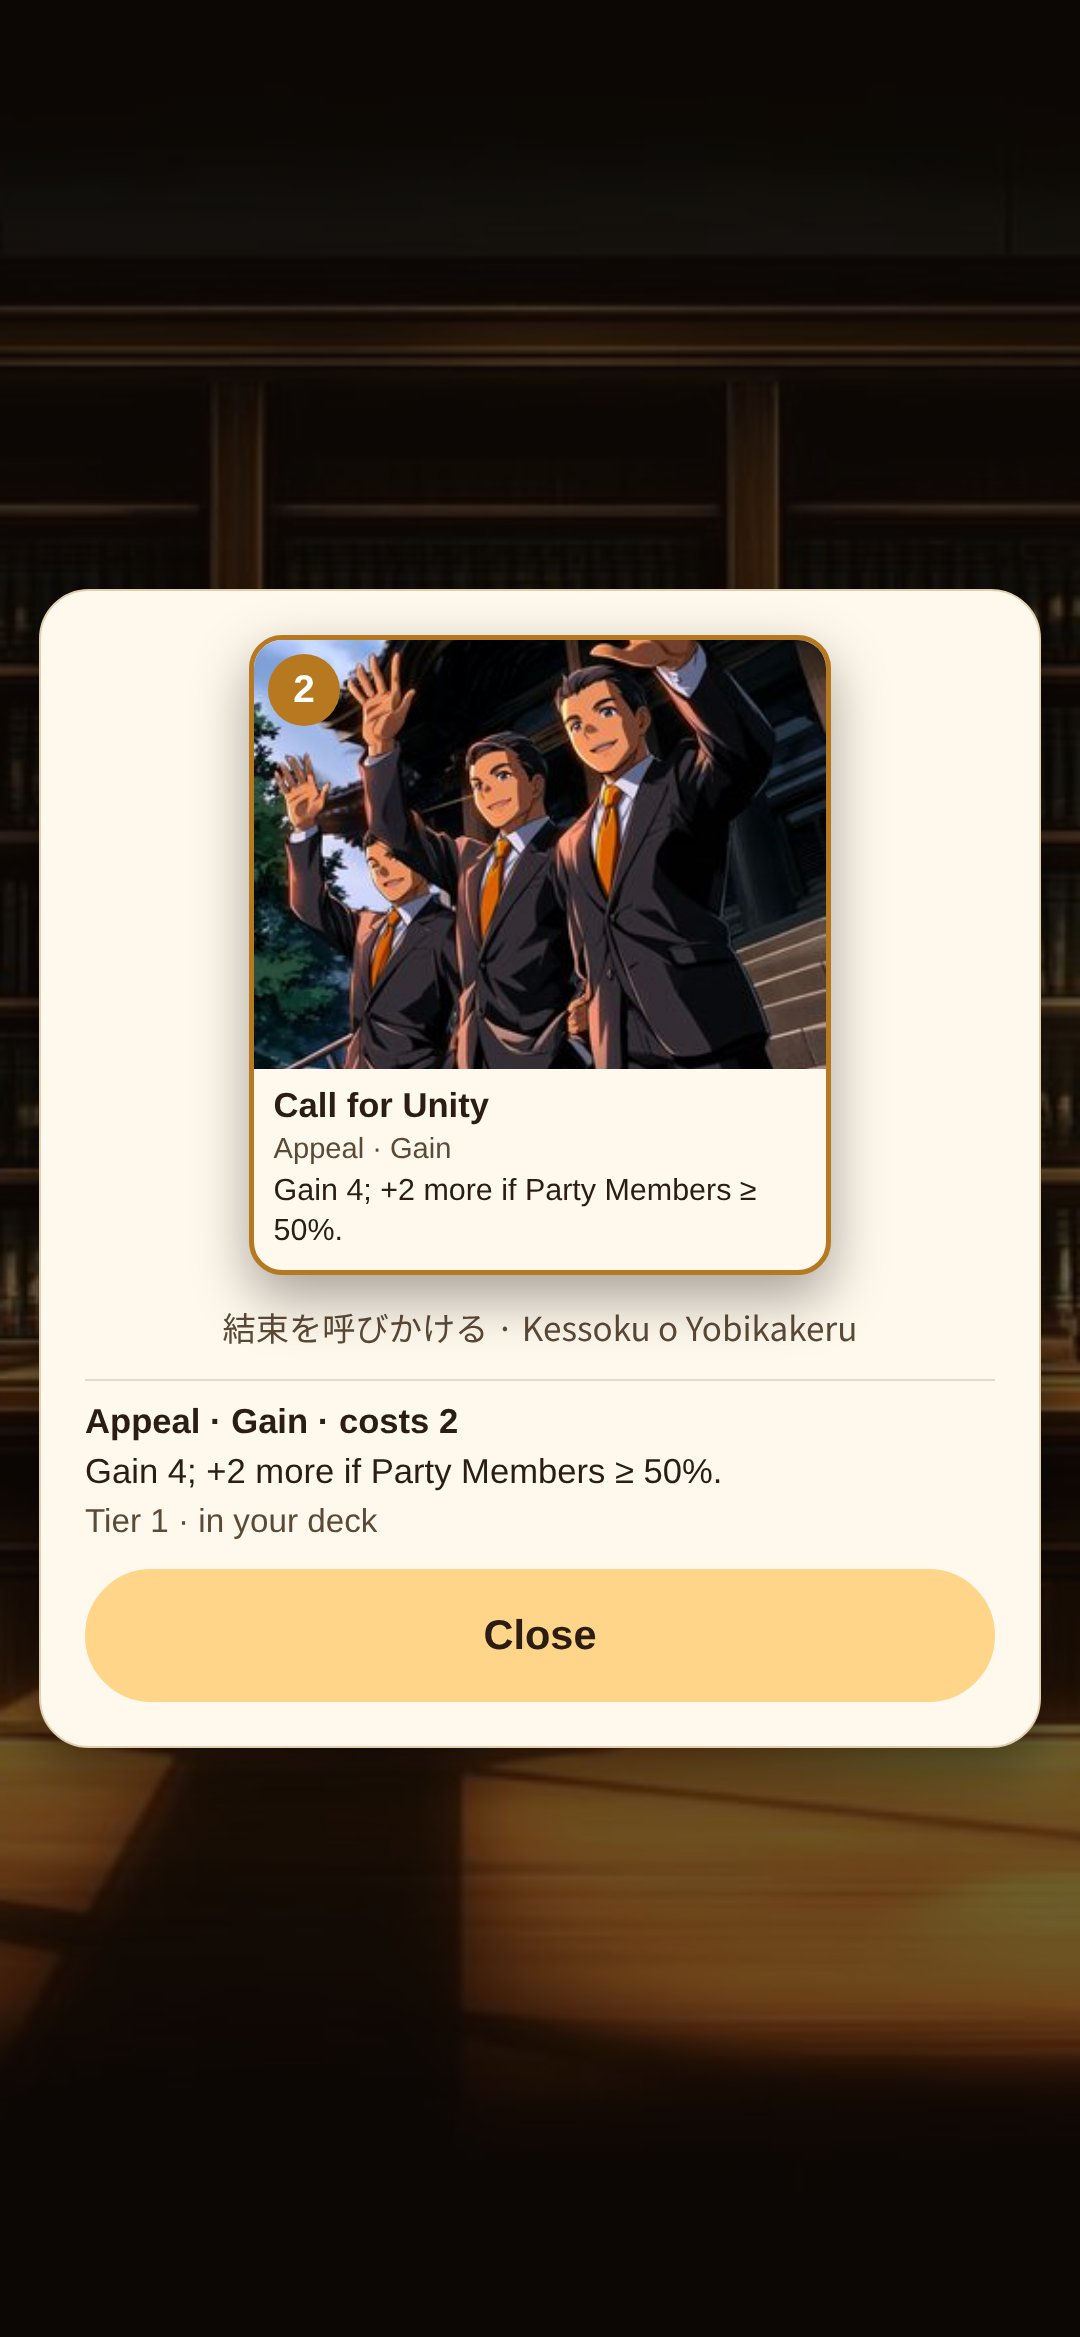 2
Call for Unity
Appeal · Gain
Gain 4; +2 more if Party Members ≥
50%.
結束を呼びかける · Kessoku o Yobikakeru
Appeal · Gain · costs 2
Gain 4; +2 more if Party Members ≥ 50%.
Tier 1 · in your deck
Close